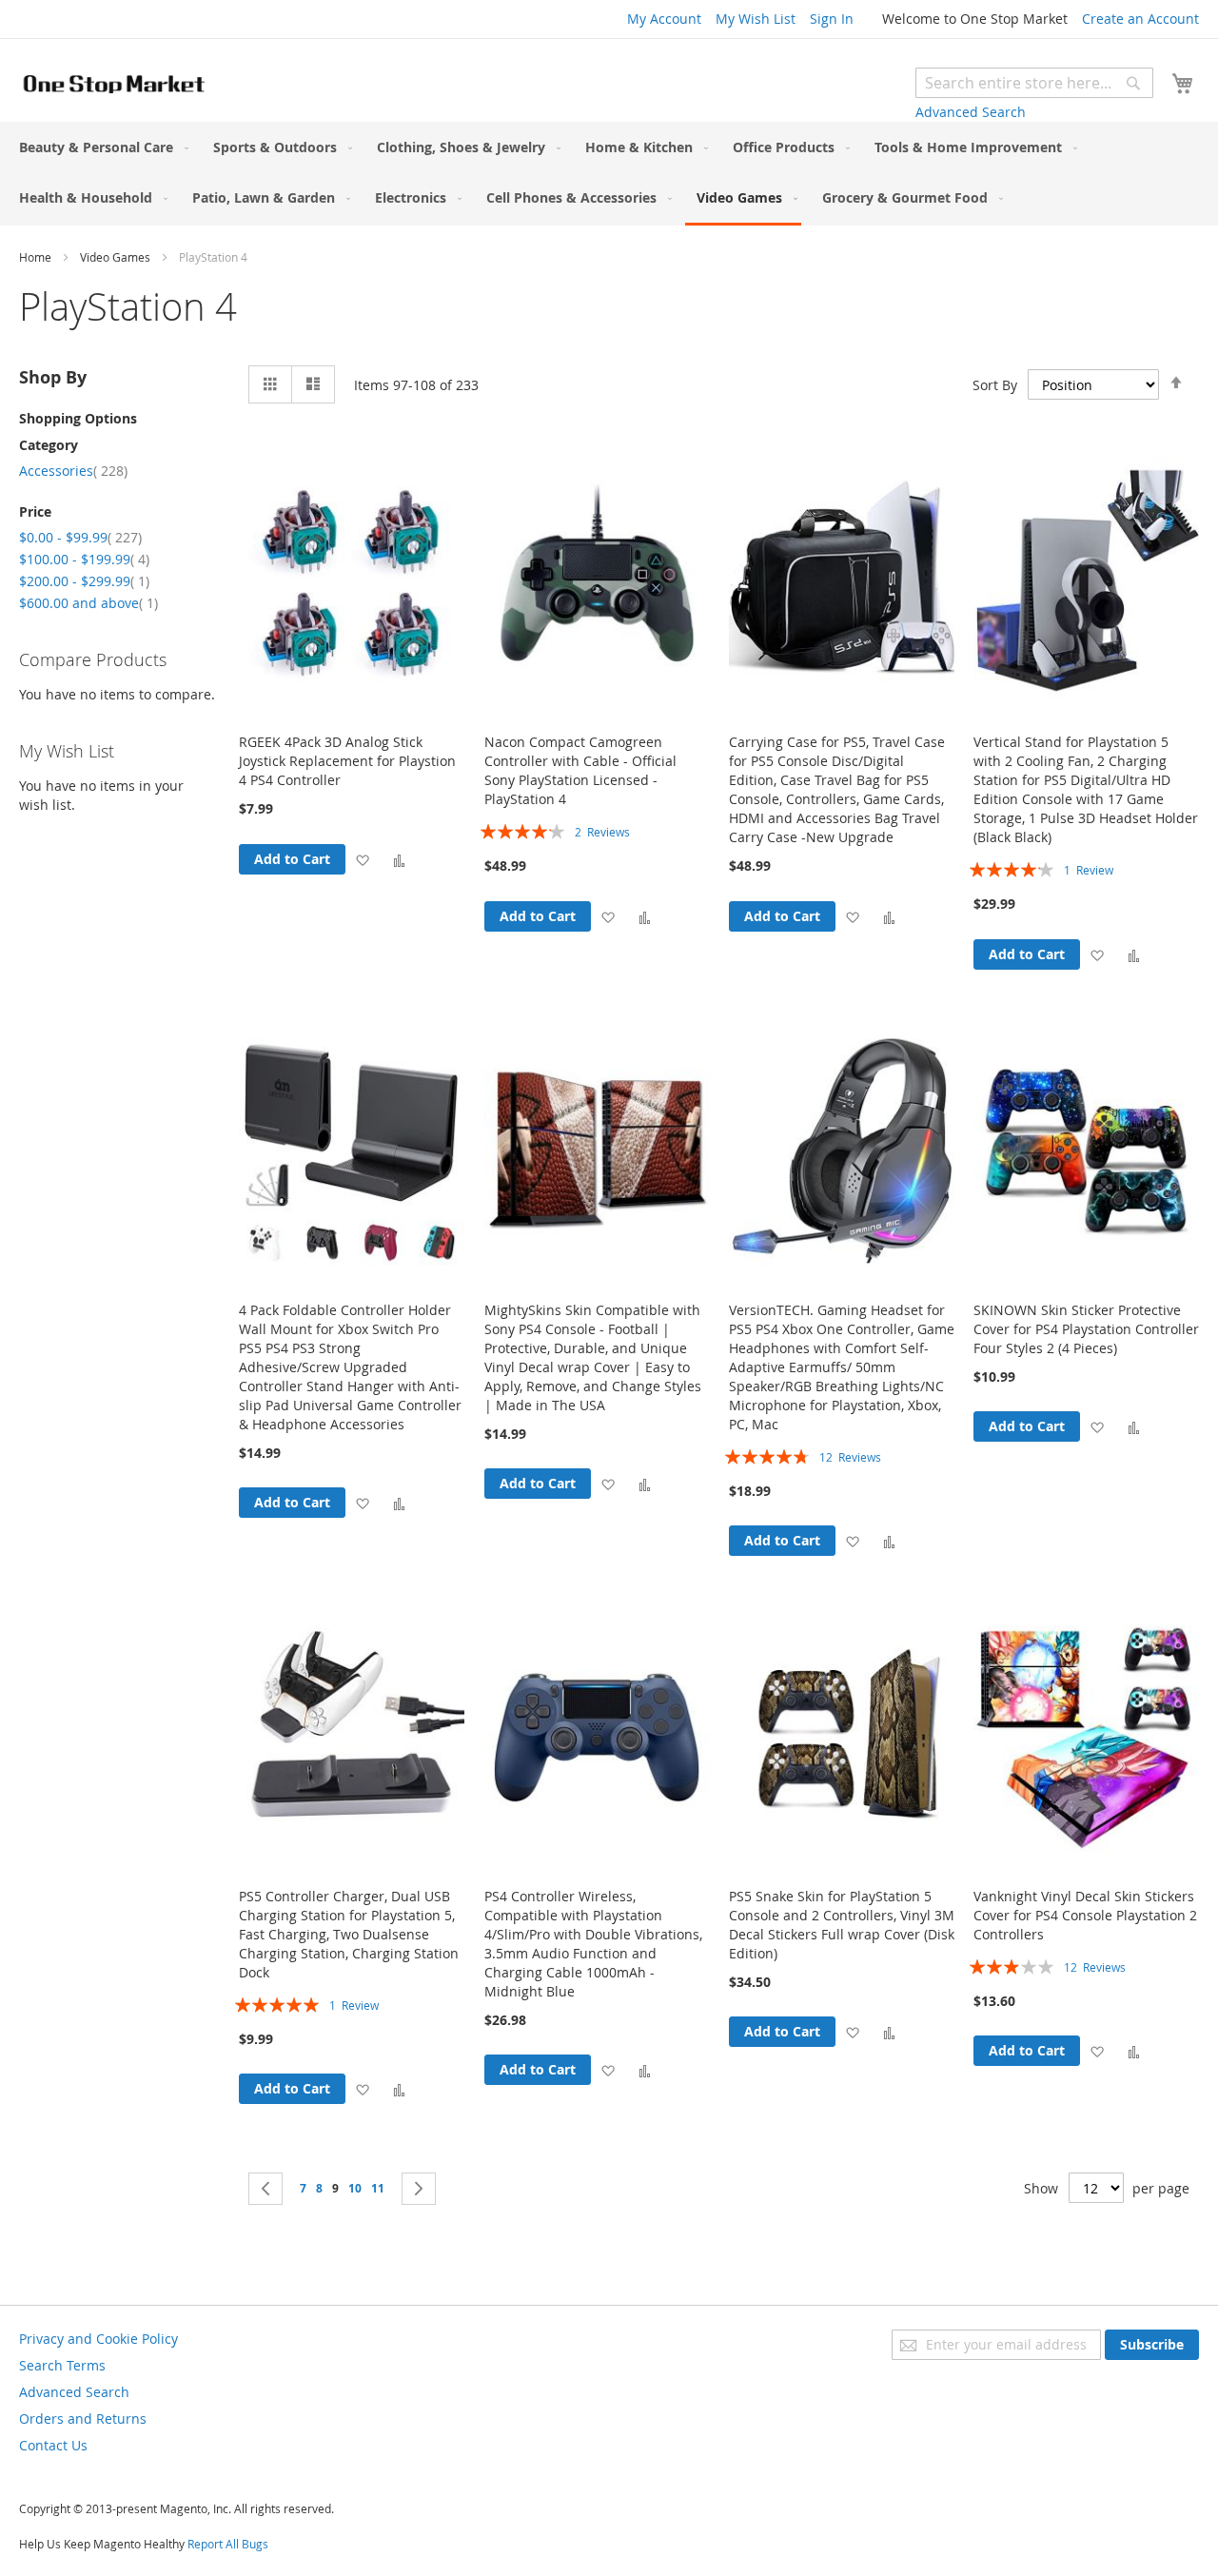 My Account My Wish List Sign In Welcome to One Stop Market Create an Account
One Stop Market
Search entire store here...
Advanced Search
Beauty & Personal Care Sports & Outdoors Clothing, Shoes & Jewelry Home & Kitchen Office Products Tools & Home Improvement
Health & Household Patio, Lawn & Garden Electronics Cell Phones & Accessories Video Games Grocery & Gourmet Food
Home Video Games PlayStation 4
PlayStation 4
Shop By
Shopping Options
Category
Accessories( 228)
Price
$0.00 - $99.99( 227)
$100.00 - $199.99( 4)
$200.00 - $299.99( 1)
$600.00 and above( 1)
Compare Products
You have no items to compare.
My Wish List
You have no items in your
wish list.
Items 97-108 of 233
Sort By Position
RGEEK 4Pack 3D Analog Stick
Joystick Replacement for Playstion
4 PS4 Controller
$7.99
Add to Cart
Nacon Compact Camogreen
Controller with Cable - Official
Sony PlayStation Licensed -
PlayStation 4
2 Reviews
$48.99
Add to Cart
PS5
PS5
Carrying Case for PS5, Travel Case
for PS5 Console Disc/Digital
Edition, Case Travel Bag for PS5
Console, Controllers, Game Cards,
HDMI and Accessories Bag Travel
Carry Case -New Upgrade
$48.99
Add to Cart
Vertical Stand for Playstation 5
with 2 Cooling Fan, 2 Charging
Station for PS5 Digital/Ultra HD
Edition Console with 17 Game
Storage, 1 Pulse 3D Headset Holder
(Black Black)
1 Review
$29.99
Add to Cart
4 Pack Foldable Controller Holder
Wall Mount for Xbox Switch Pro
PS5 PS4 PS3 Strong
Adhesive/Screw Upgraded
Controller Stand Hanger with Anti-
slip Pad Universal Game Controller
& Headphone Accessories
$14.99
Add to Cart
MightySkins Skin Compatible with
Sony PS4 Console - Football |
Protective, Durable, and Unique
Vinyl Decal wrap Cover | Easy to
Apply, Remove, and Change Styles
| Made in The USA
$14.99
Add to Cart
GAMING MIC
VersionTECH. Gaming Headset for
PS5 PS4 Xbox One Controller, Game
Headphones with Comfort Self-
Adaptive Earmuffs/ 50mm
Speaker/RGB Breathing Lights/NC
Microphone for Playstation, Xbox,
PC, Mac
12 Reviews
$18.99
Add to Cart
SKINOWN Skin Sticker Protective
Cover for PS4 Playstation Controller
Four Styles 2 (4 Pieces)
$10.99
Add to Cart
PS5 Controller Charger, Dual USB
Charging Station for Playstation 5,
Fast Charging, Two Dualsense
Charging Station, Charging Station
Dock
1 Review
$9.99
Add to Cart
PS4 Controller Wireless,
Compatible with Playstation
4/Slim/Pro with Double Vibrations,
3.5mm Audio Function and
Charging Cable 1000mAh -
Midnight Blue
$26.98
Add to Cart
PS5 Snake Skin for PlayStation 5
Console and 2 Controllers, Vinyl 3M
Decal Stickers Full wrap Cover (Disk
Edition)
$34.50
Add to Cart
Vanknight Vinyl Decal Skin Stickers
Cover for PS4 Console Playstation 2
Controllers
12 Reviews
$13.60
Add to Cart
7 8 9 10 11
Show 12 per page
Privacy and Cookie Policy
Search Terms
Advanced Search
Orders and Returns
Contact Us
Enter your email address
Subscribe
Copyright © 2013-present Magento, Inc. All rights reserved.
Help Us Keep Magento Healthy Report All Bugs